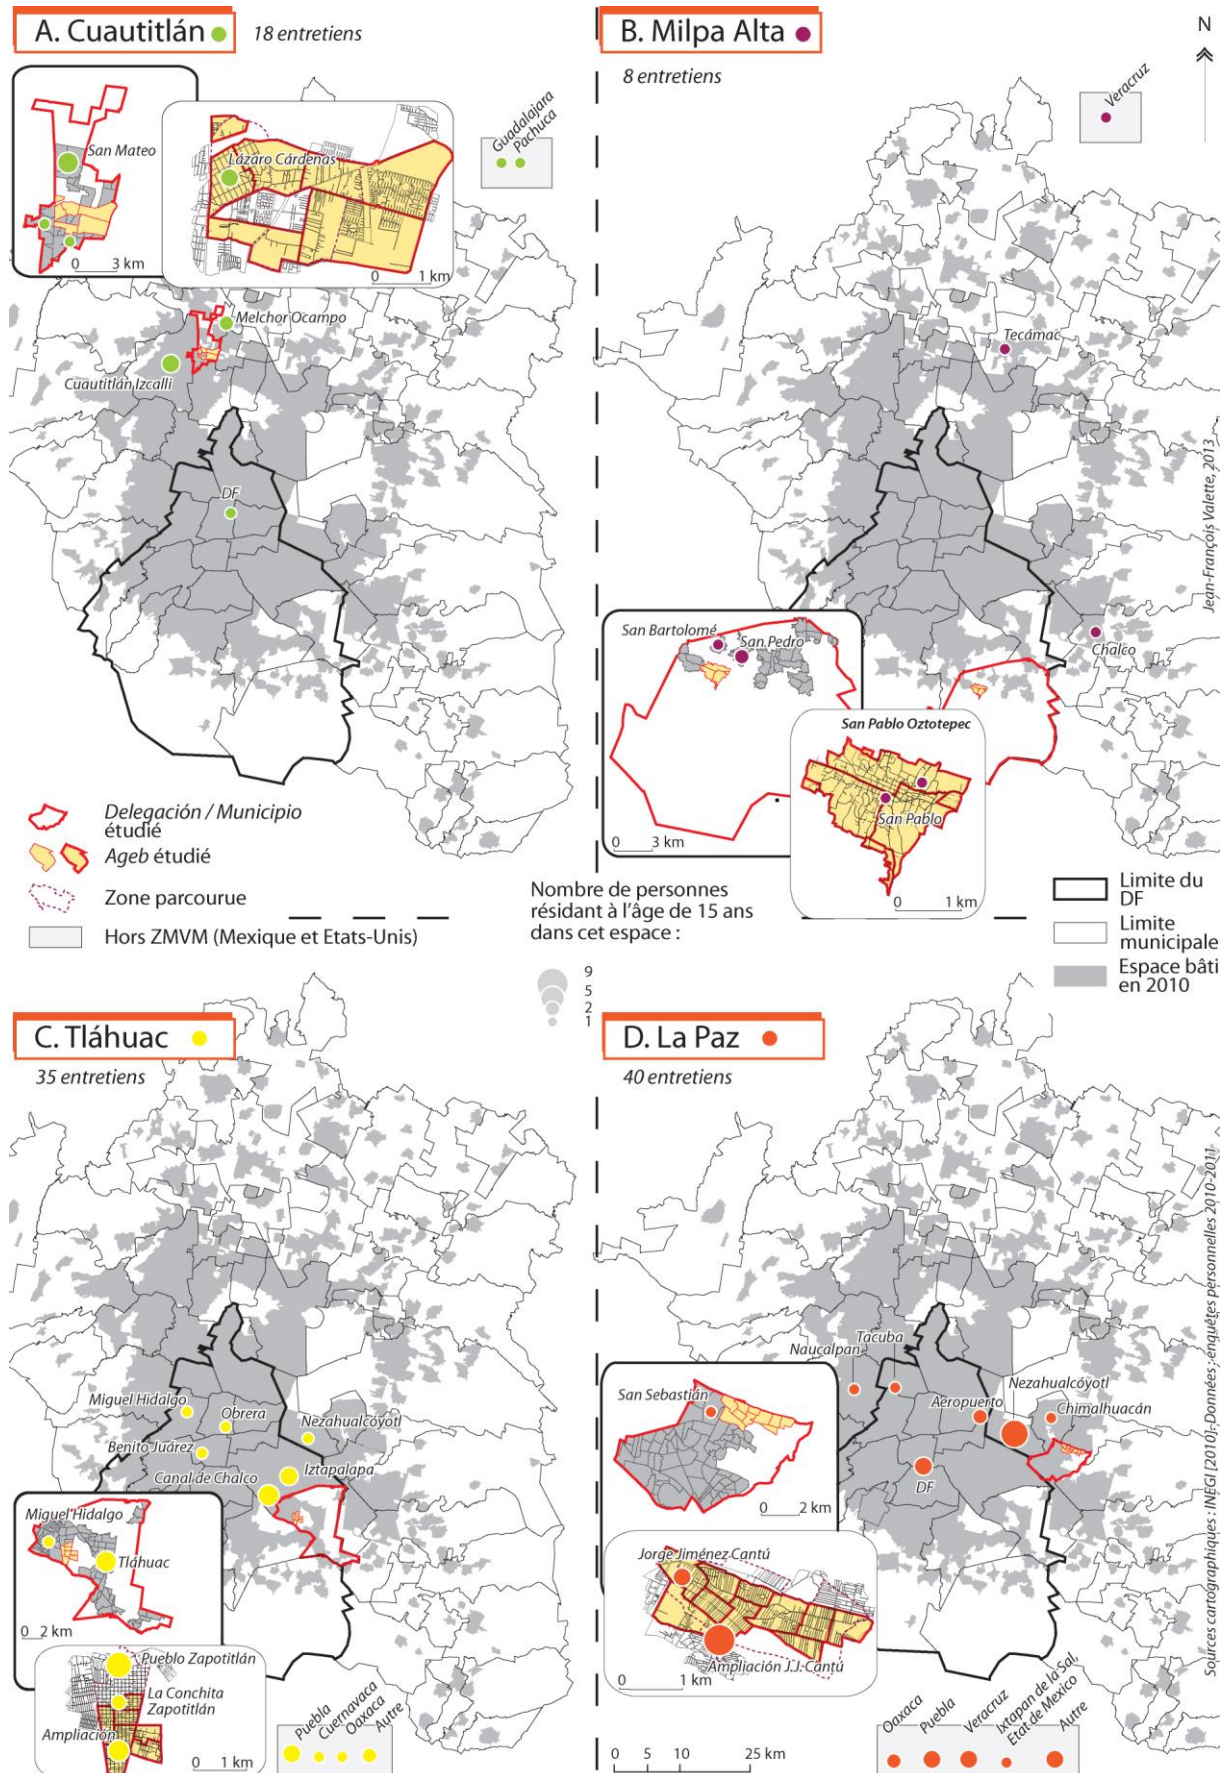 A. Cuautitlán
18 entretiens
San Mateo
0 3 km
Lázaro Cárdenas
0 1 km
Guadalajara
Pachuca
Melchor Ocampo
Cuautitlán Izcalli
DF
B. Milpa Alta
8 entretiens
N
Veracruz
Tecámac
Chalco
San Bartolomé
San Pedro
0 3 km
San Pablo Oztotepec
San Pablo
0 1 km
Jean-François Valette, 2013
Delegación / Municipio
étudié
Ageb étudié
Zone parcourue
Hors ZMVM (Mexique et Etats-Unis)
Nombre de personnes
résidant à l'âge de 15 ans
dans cet espace :
9
5
2
1
Limite du
DF
Limite
municipale
Espace bâti
en 2010
C. Tláhuac
35 entretiens
Miguel Hidalgo
Obrera
Nezahualcóyotl
Benito Juárez
Iztapalapa
Canal de Chalco
Miguel Hidalgo
Tláhuac
0 2 km
Pueblo Zapotitlán
La Conchita
Zapotitlán
Ampliación
0 1 km
Puebla
Cuernavaca
Oaxaca
Autre
D. La Paz
40 entretiens
Tacuba
Naucalpan
Nezahualcóyotl
Aeropuerto
Chimalhuacán
DF
San Sebastián
0 2 km
Jorge Jiménez Cantú
Ampliación J.J. Cantú
0 1 km
Oaxaca
Puebla
Veracruz
Ixtapan de la Sal,
Etat de Mexico
Autre
0 5 10 25 km
Sources cartographiques : INEGI [2010]-Données : enquêtes personnelles 2010-2011